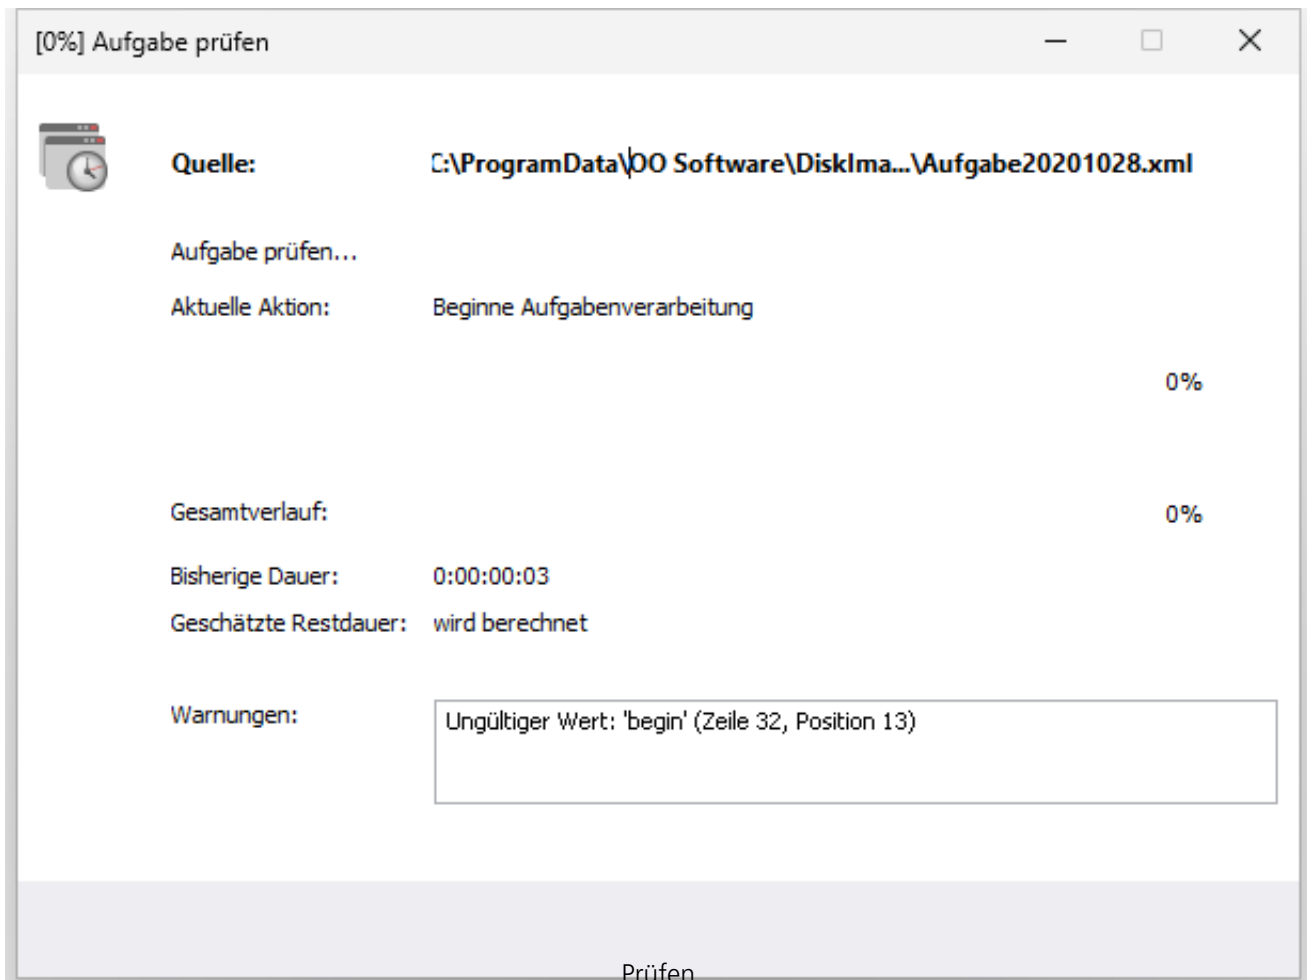 [0%] Aufgabe prüfen
Quelle: C:\ProgramData\OO Software\DiskIma...\Aufgabe20201028.xml
Aufgabe prüfen...
Aktuelle Aktion: Beginne Aufgabenverarbeitung
0%
Gesamtverlauf: 0%
Bisherige Dauer: 0:00:00:03
Geschätzte Restdauer: wird berechnet
Warnungen: Ungültiger Wert: 'begin' (Zeile 32, Position 13)
Prüfen